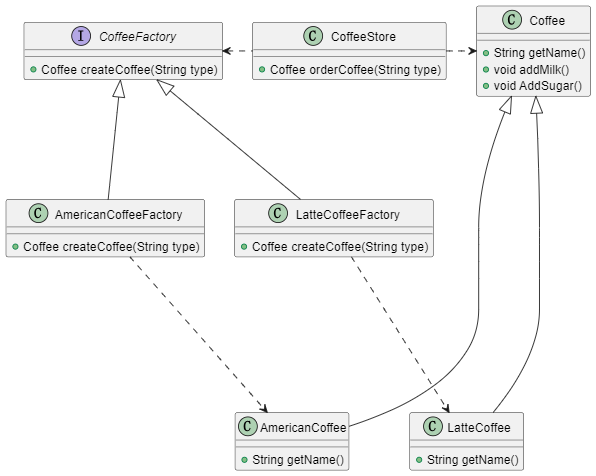 I CoffeeFactory
Coffee createCoffee(String type)
C CoffeeStore
Coffee orderCoffee(String type)
C Coffee
String getName()
void addMilk()
void AddSugar()
C AmericanCoffeeFactory
Coffee createCoffee(String type)
C LatteCoffeeFactory
Coffee createCoffee(String type)
C AmericanCoffee
String getName()
C LatteCoffee
String getName()